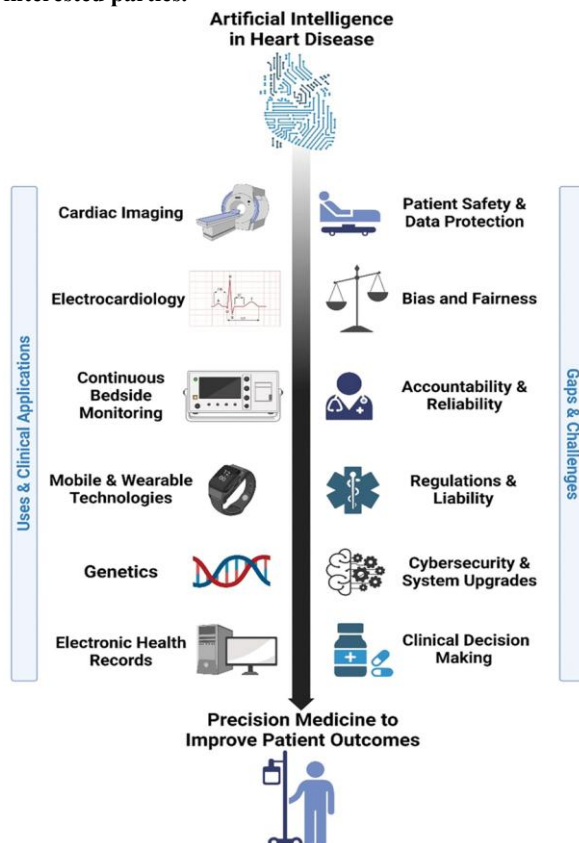 interested parties.
Artificial Intelligence
in Heart Disease
Uses & Clinical Applications
Cardiac Imaging
Electrocardiology
Continuous
Bedside
Monitoring
Mobile & Wearable
Technologies
Genetics
Electronic Health
Records
Patient Safety &
Data Protection
Bias and Fairness
Accountability &
Reliability
Regulations &
Liability
Cybersecurity &
System Upgrades
Clinical Decision
Making
Gaps & Challenges
Precision Medicine to
Improve Patient Outcomes